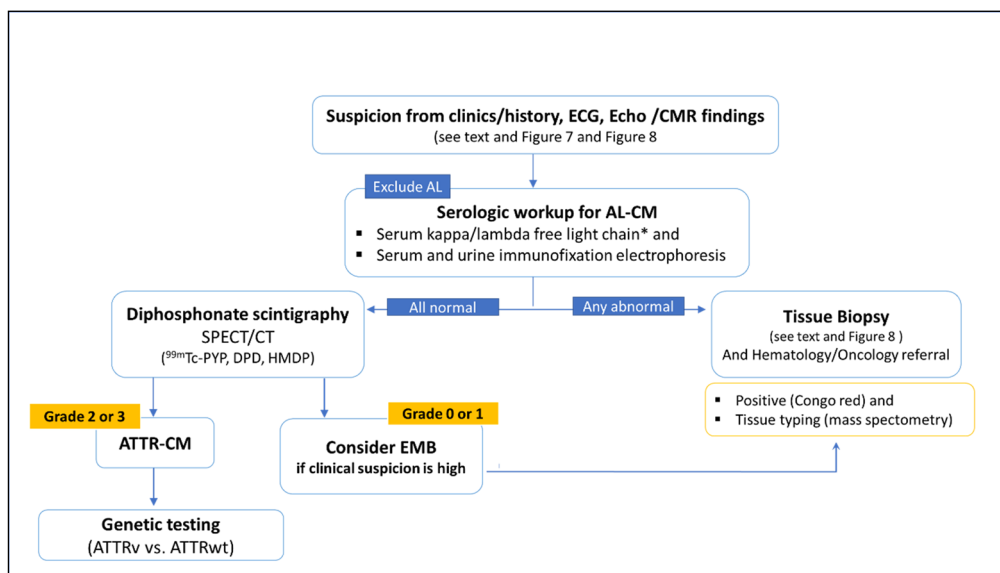 Suspicion from clinics/history, ECG, Echo /CMR findings
(see text and Figure 7 and Figure 8
Exclude AL
Serologic workup for AL-CM
▪ Serum kappa/lambda free light chain* and
▪ Serum and urine immunofixation electrophoresis
All normal
Any abnormal
Diphosphonate scintigraphy
SPECT/CT
(⁹⁹ᵐTc-PYP, DPD, HMDP)
Tissue Biopsy
(see text and Figure 8 )
And Hematology/Oncology referral
▪ Positive (Congo red) and
▪ Tissue typing (mass spectometry)
Grade 2 or 3
ATTR-CM
Grade 0 or 1
Consider EMB
if clinical suspicion is high
Genetic testing
(ATTRv vs. ATTRwt)